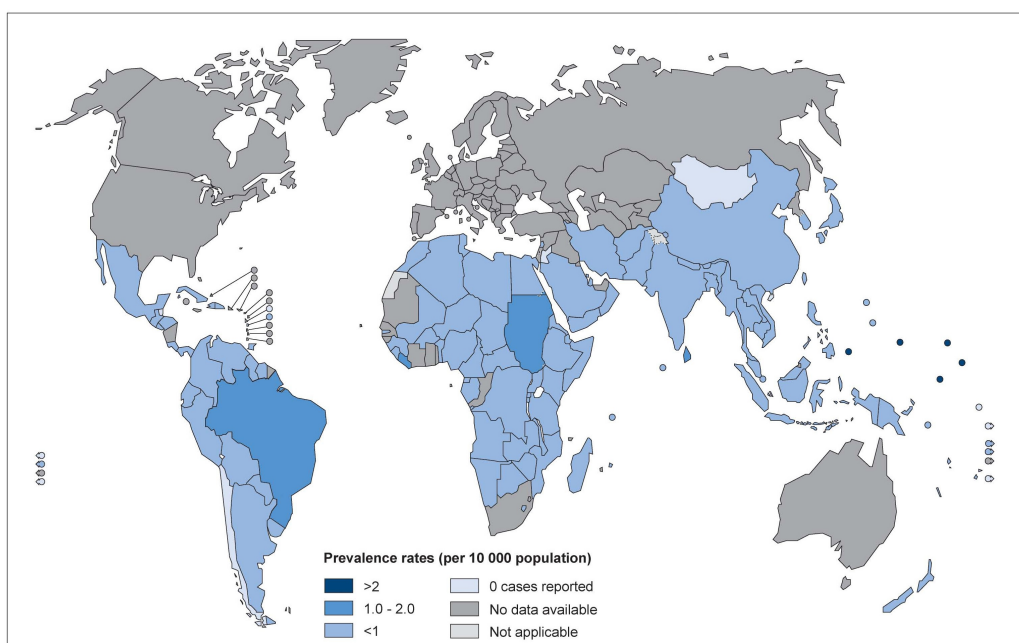 Prevalence rates (per 10 000 population)
>2
1.0 - 2.0
<1
0 cases reported
No data available
Not applicable